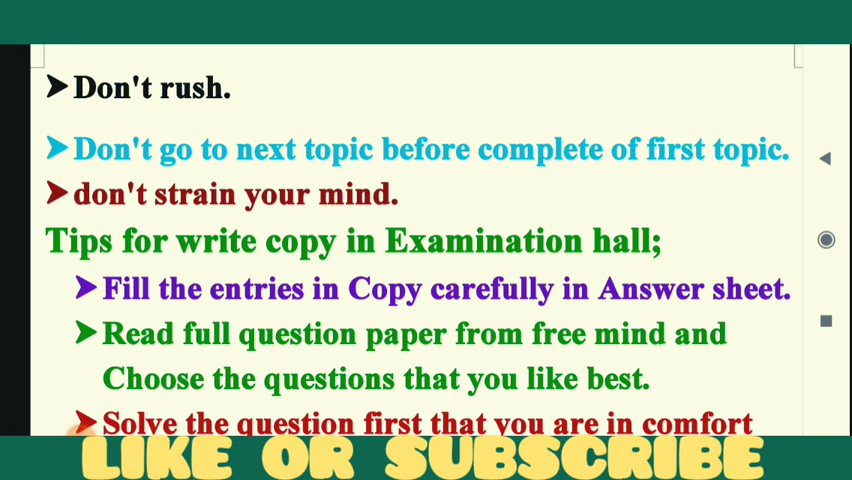 ➤Don't rush.
➤Don't go to next topic before complete of first topic.
➤don't strain your mind.
Tips for write copy in Examination hall;
➤Fill the entries in Copy carefully in Answer sheet.
➤Read full question paper from free mind and
Choose the questions that you like best.
➤Solve the question first that you are in comfort
LIKE OR SUBSCRIBE